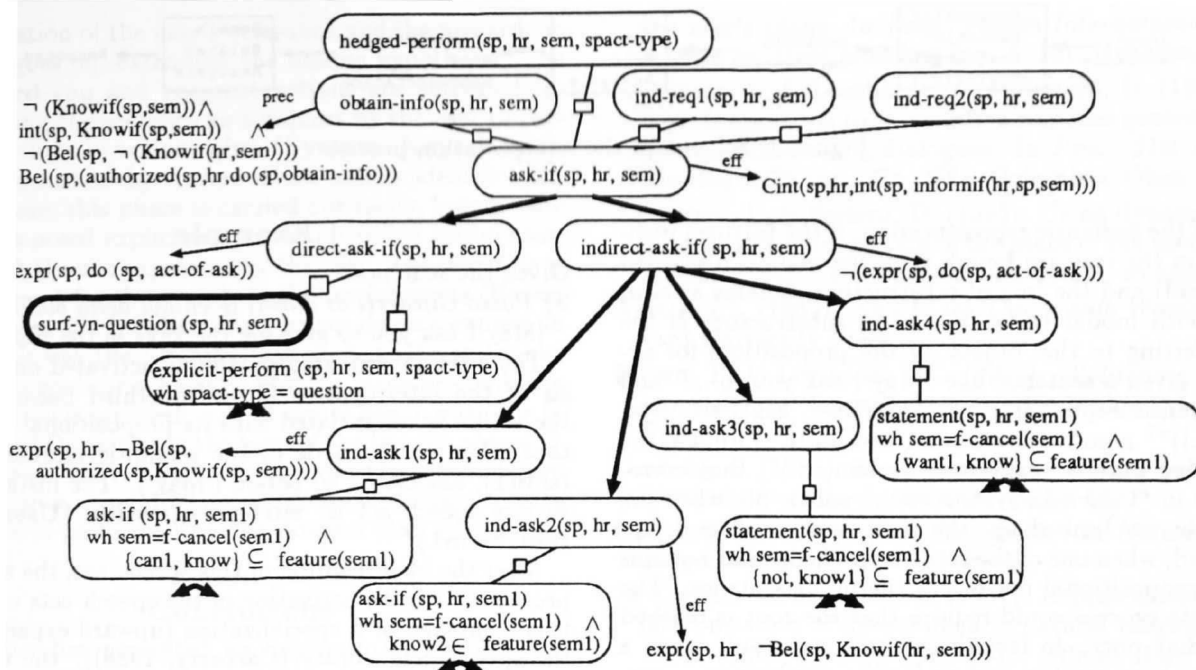 hedged-perform(sp, hr, sem, spact-type)
¬ (Knowif(sp,sem))∧
int(sp, Knowif(sp,sem)) ∧
¬(Bel(sp, ¬ (Knowif(hr,sem))))
Bel(sp,(authorized(sp,hr,do(sp,obtain-info)))
prec
obtain-info(sp, hr, sem)
ind-req1(sp, hr, sem)
ind-req2(sp, hr, sem)
ask-if(sp, hr, sem)
eff
Cint(sp,hr,int(sp, informif(hr,sp,sem)))
eff
direct-ask-if(sp, hr, sem)
indirect-ask-if( sp, hr, sem)
eff
expr(sp, do (sp, act-of-ask))
¬(expr(sp, do(sp, act-of-ask)))
surf-yn-question (sp, hr, sem)
ind-ask4(sp, hr, sem)
explicit-perform (sp, hr, sem, spact-type)
wh spact-type = question
statement(sp, hr, sem1)
wh sem=f-cancel(sem1) ∧
{want1, know} ⊆ feature(sem1)
ind-ask3(sp, hr, sem)
eff
expr(sp, hr, ¬Bel(sp,
authorized(sp,Knowif(sp, sem))))
ind-ask1(sp, hr, sem)
ask-if (sp, hr, sem1)
wh sem=f-cancel(sem1) ∧
{can1, know} ⊆ feature(sem1)
ind-ask2(sp, hr, sem)
statement(sp, hr, sem1)
wh sem=f-cancel(sem1) ∧
{not, know1} ⊆ feature(sem1)
ask-if (sp, hr, sem1)
wh sem=f-cancel(sem1) ∧
know2 ∈ feature(sem1)
eff
expr(sp, hr, ¬Bel(sp, Knowif(hr, sem)))